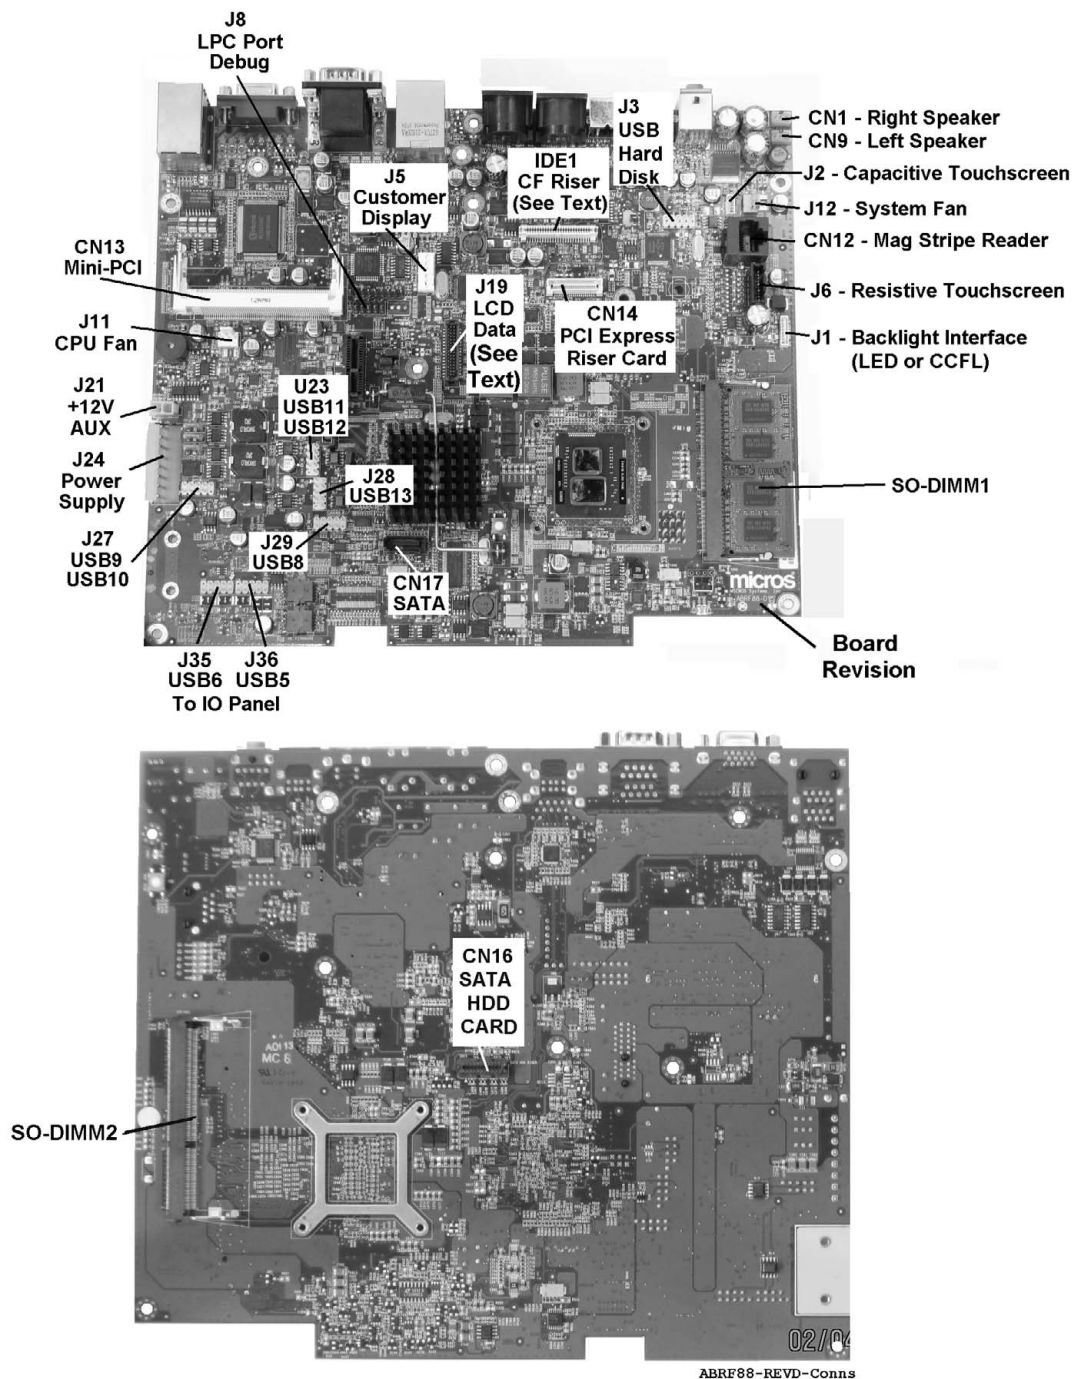 J8
LPC Port
Debug
J3
USB
Hard
Disk
CN1 - Right Speaker
CN9 - Left Speaker
IDE1
CF Riser
(See Text)
J5
Customer
Display
J2 - Capacitive Touchscreen
J12 - System Fan
CN12 - Mag Stripe Reader
CN13
Mini-PCI
J19
LCD
Data
(See
Text)
J6 - Resistive Touchscreen
CN14
PCI Express
Riser Card
J11
CPU Fan
J1 - Backlight Interface
(LED or CCFL)
J21
+12V
AUX
U23
USB11
USB12
J24
Power
Supply
J28
USB13
SO-DIMM1
J27
USB9
USB10
J29
USB8
CN17
SATA
micros
Board
Revision
J35
USB6
J36
USB5
To IO Panel
CN16
SATA
HDD
CARD
MC 6
SO-DIMM2
02/04
ABRF88-REVD-Conns